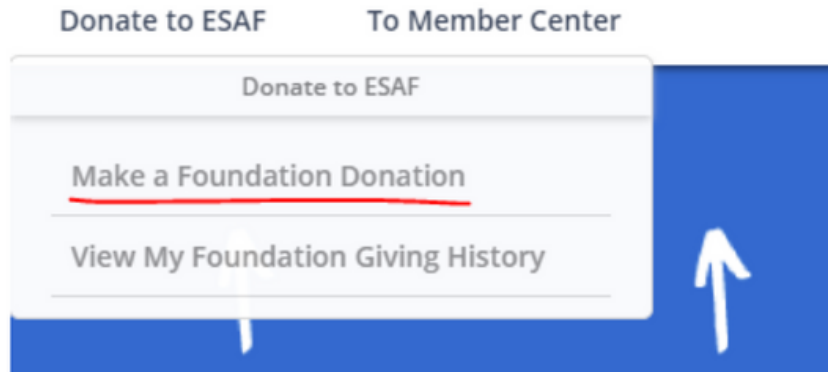 Donate to ESAF To Member Center
Donate to ESAF
Make a Foundation Donation
View My Foundation Giving History